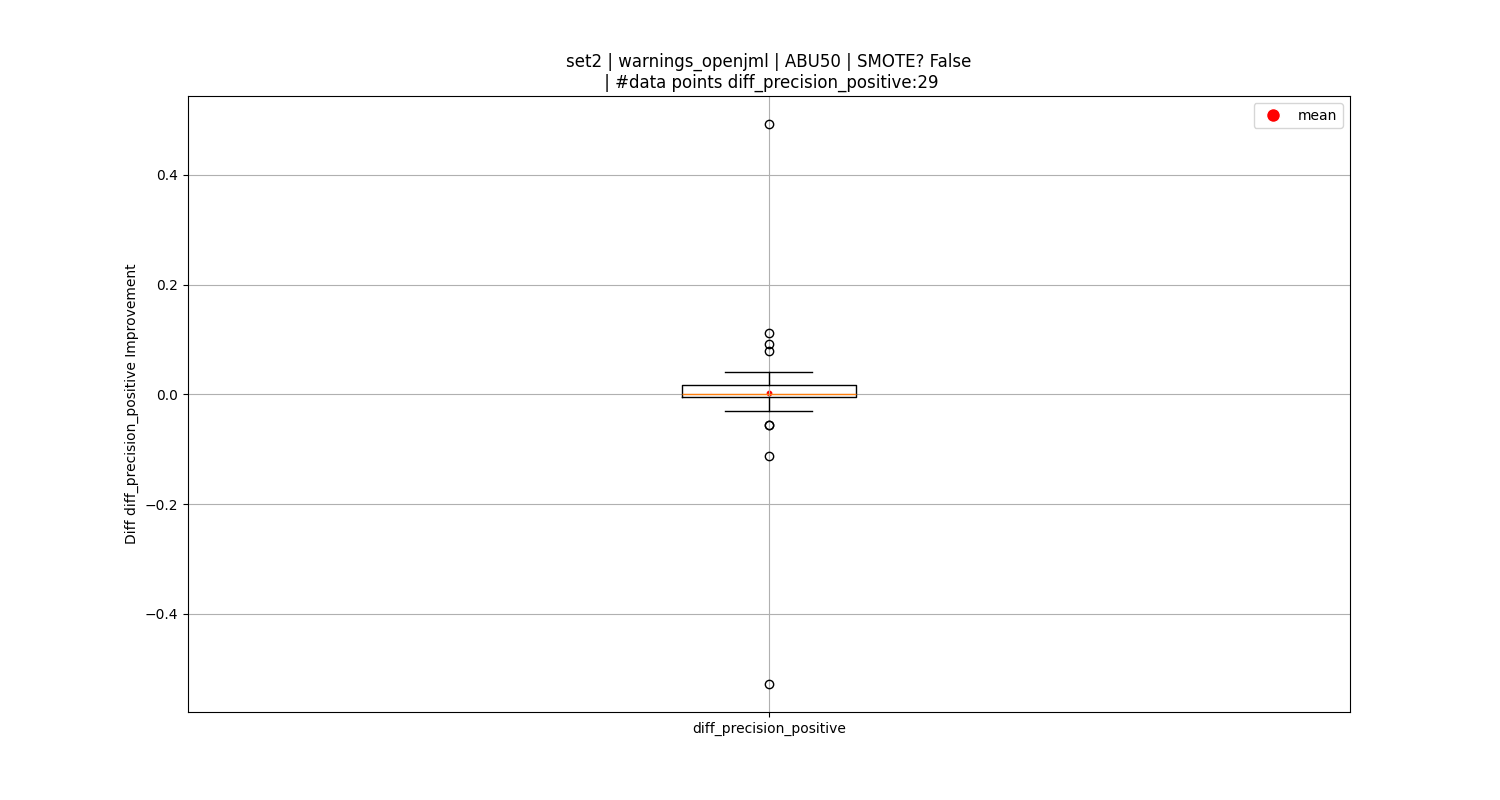 set2 | warnings_openjml | ABU50 | SMOTE? False
| #data points diff_precision_positive:29
mean
0.4
0.2
0.0
−0.2
−0.4
Diff diff_precision_positive Improvement
diff_precision_positive